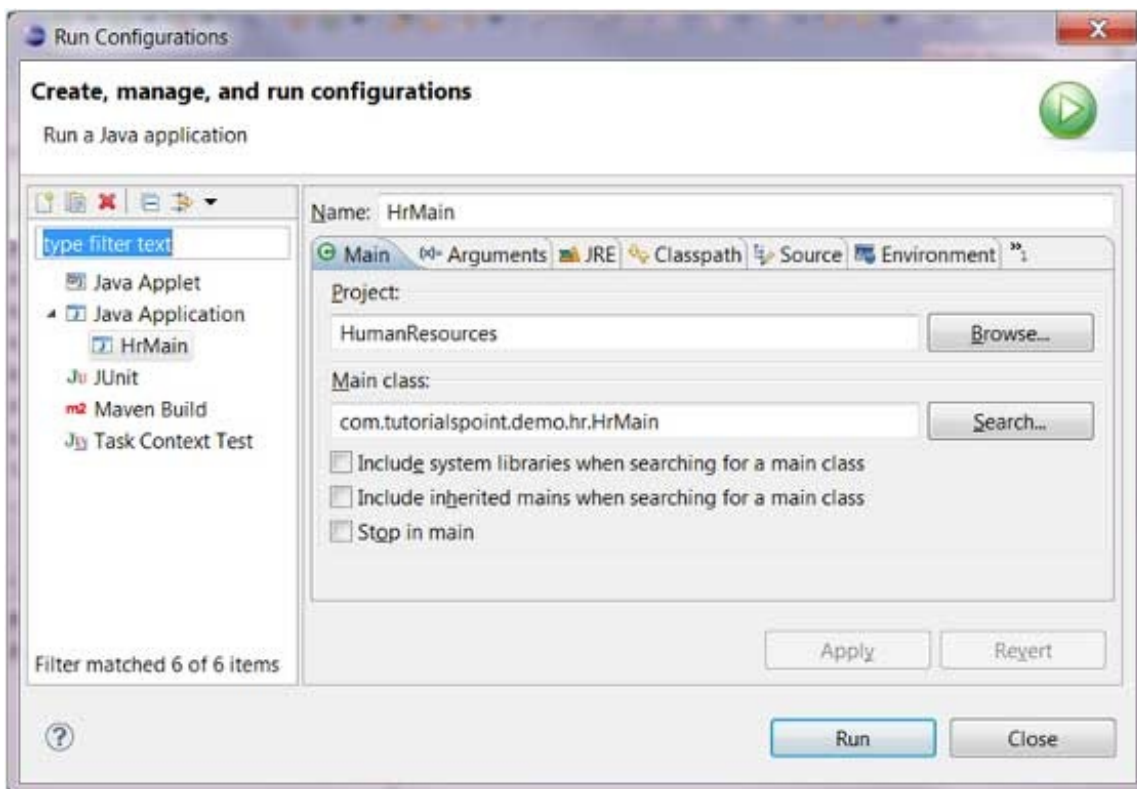 Run Configurations
X
Create, manage, and run configurations
Run a Java application
type filter text
Java Applet
Java Application
HrMain
Ju JUnit
m2 Maven Build
Task Context Test
Filter matched 6 of 6 items
Name: HrMain
Main (x)= Arguments JRE Classpath Source Environment »1
Project:
HumanResources Browse...
Main class:
com.tutorialspoint.demo.hr.HrMain Search...
Include system libraries when searching for a main class
Include inherited mains when searching for a main class
Stop in main
Apply Revert
? Run Close